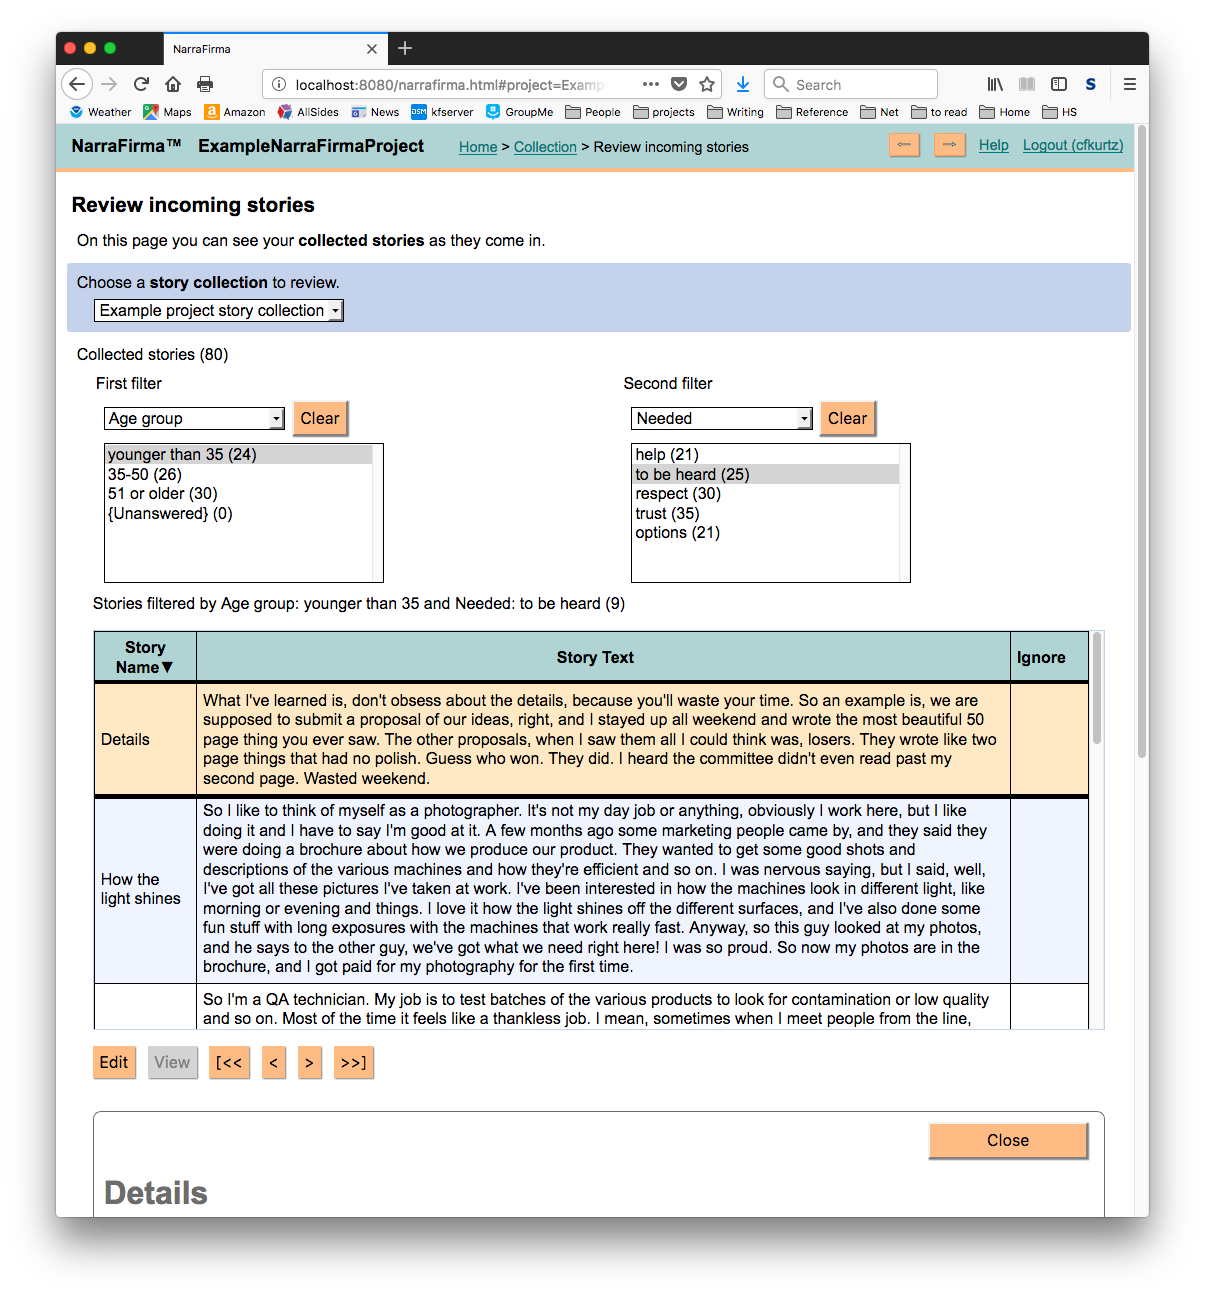 NarraFirma
localhost:8080/narrafirma.html#project=Examp
Search
Weather Maps Amazon AllSides News kfserver GroupMe People projects Writing Reference Net to read Home HS
NarraFirma™ ExampleNarraFirmaProject Home > Collection > Review incoming stories Help Logout (cfkurtz)
Review incoming stories
On this page you can see your collected stories as they come in.
Choose a story collection to review.
Example project story collection
Collected stories (80)
First filter Second filter
Age group Clear Needed Clear
younger than 35 (24) help (21)
35-50 (26) to be heard (25)
51 or older (30) respect (30)
{Unanswered} (0) trust (35)
options (21)
Stories filtered by Age group: younger than 35 and Needed: to be heard (9)
Story Name▼ Story Text Ignore
What I've learned is, don't obsess about the details, because you'll waste your time. So an example is, we are
supposed to submit a proposal of our ideas, right, and I stayed up all weekend and wrote the most beautiful 50
Details page thing you ever saw. The other proposals, when I saw them all I could think was, losers. They wrote like two
page things that had no polish. Guess who won. They did. I heard the committee didn't even read past my
second page. Wasted weekend.
So I like to think of myself as a photographer. It's not my day job or anything, obviously I work here, but I like
doing it and I have to say I'm good at it. A few months ago some marketing people came by, and they said they
were doing a brochure about how we produce our product. They wanted to get some good shots and
descriptions of the various machines and how they're efficient and so on. I was nervous saying, but I said, well,
How the light shines I've got all these pictures I've taken at work. I've been interested in how the machines look in different light, like
morning or evening and things. I love it how the light shines off the different surfaces, and I've also done some
fun stuff with long exposures with the machines that work really fast. Anyway, so this guy looked at my photos,
and he says to the other guy, we've got what we need right here! I was so proud. So now my photos are in the
brochure, and I got paid for my photography for the first time.
So I'm a QA technician. My job is to test batches of the various products to look for contamination or low quality
and so on. Most of the time it feels like a thankless job. I mean, sometimes when I meet people from the line,
Edit View [<< < > >>]
Close
Details